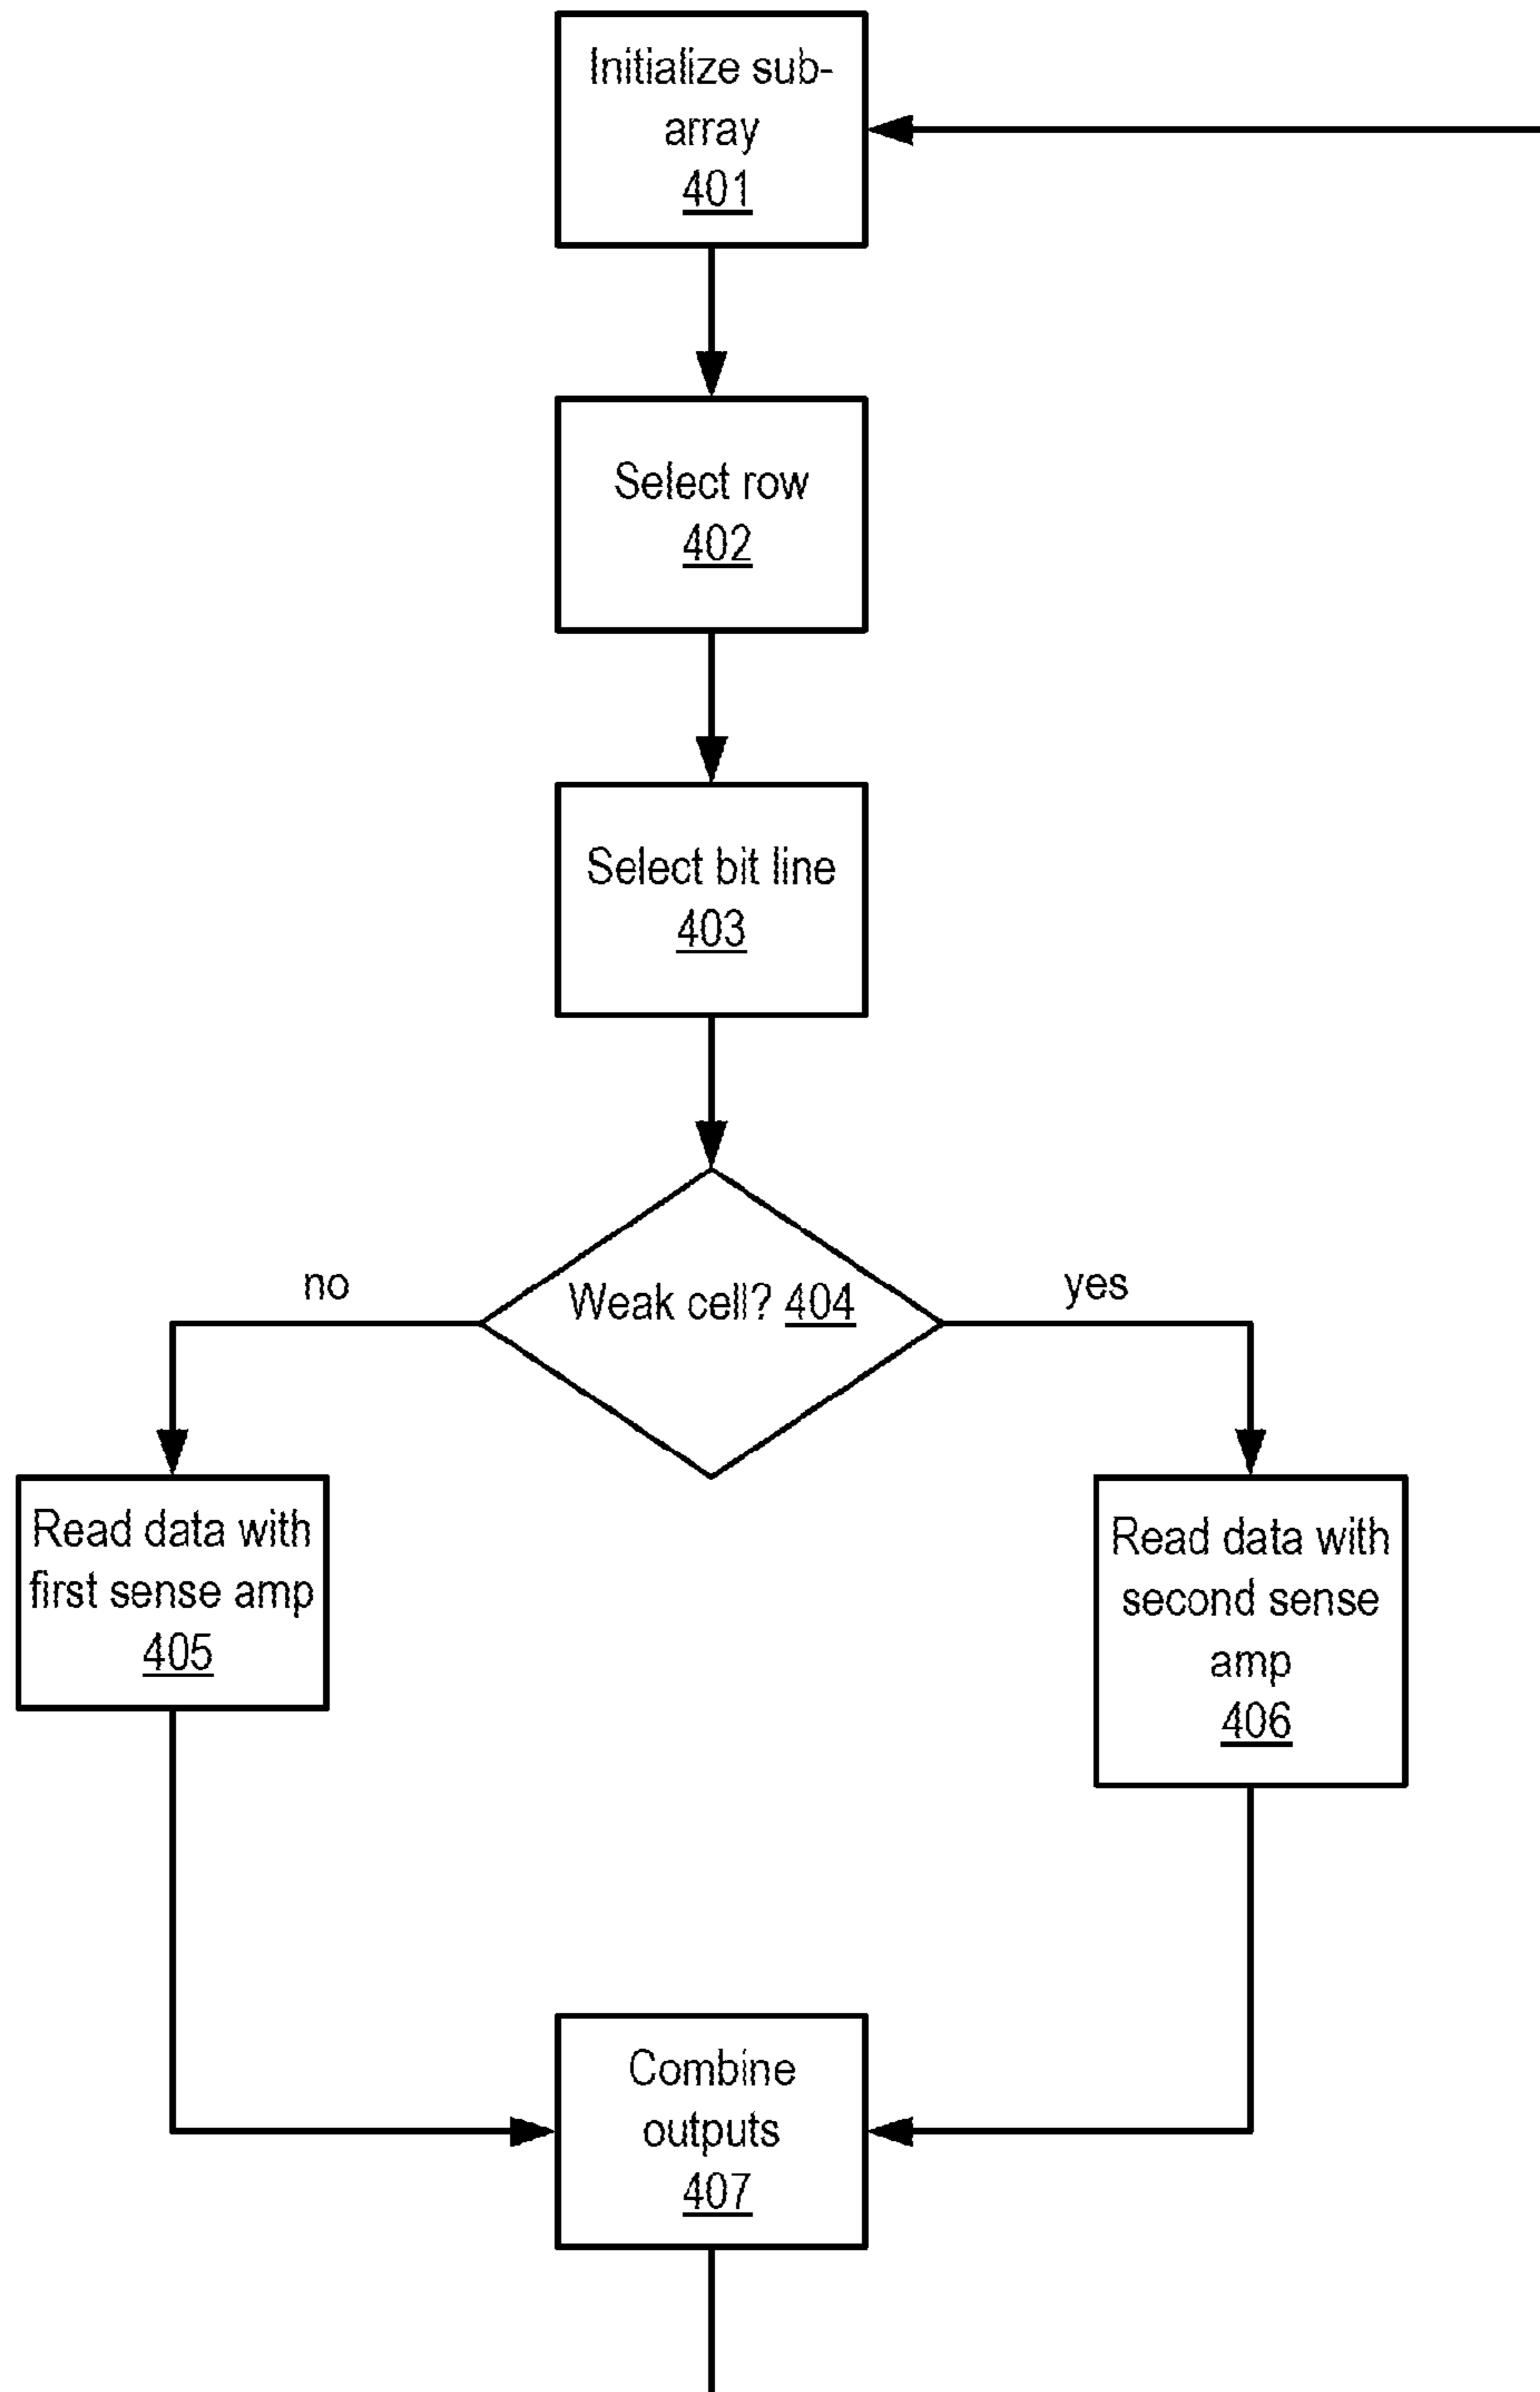 Initialize sub-
array
401
Select row
402
Select bit line
403
Weak cell? 404
no
yes
Read data with
first sense amp
405
Read data with
second sense
amp
406
Combine
outputs
407